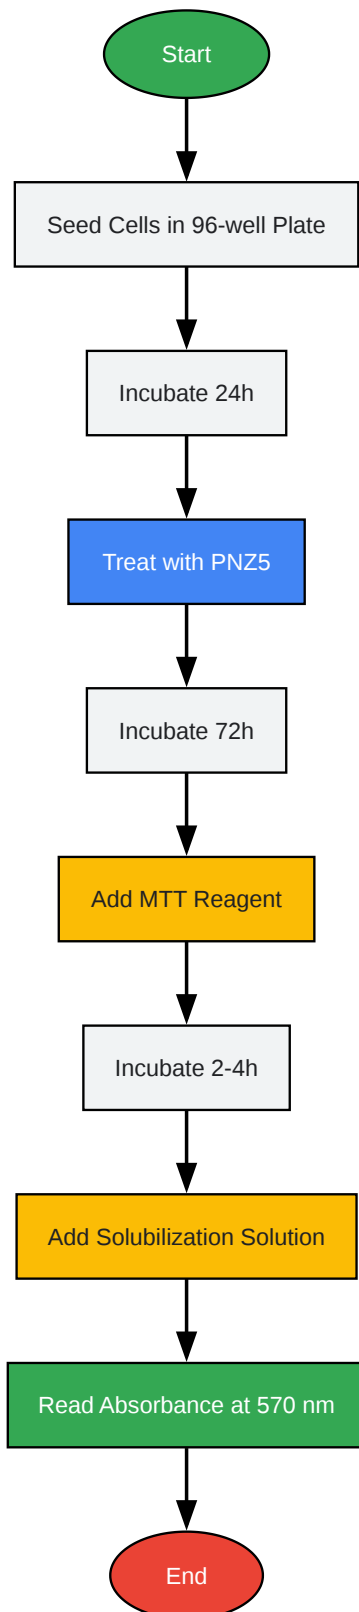 Start
Seed Cells in 96-well Plate
Incubate 24h
Treat with PNZ5
Incubate 72h
Add MTT Reagent
Incubate 2-4h
Add Solubilization Solution
Read Absorbance at 570 nm
End